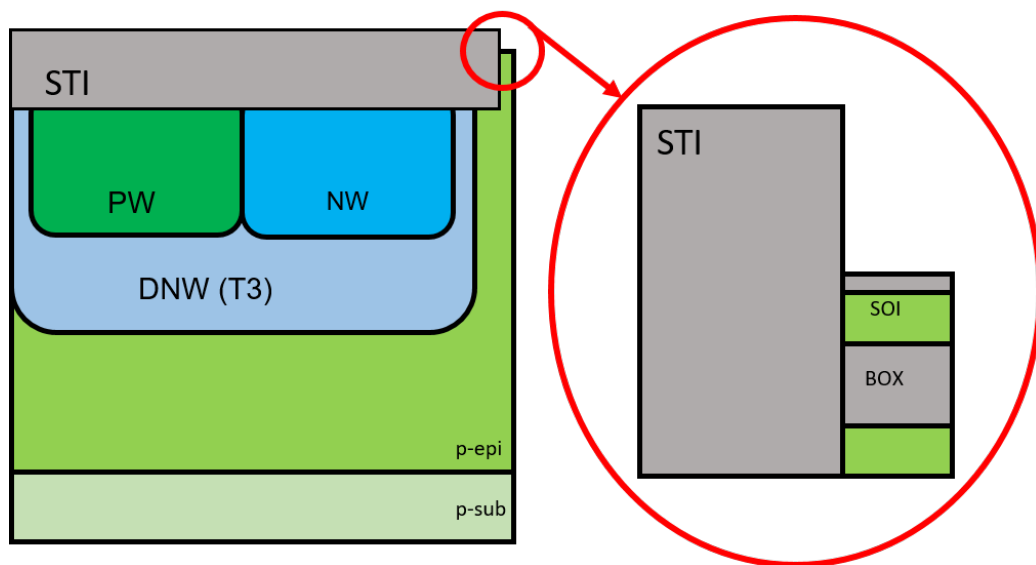 STI
PW
NW
DNW (T3)
p-epi
p-sub
STI
SOI
BOX